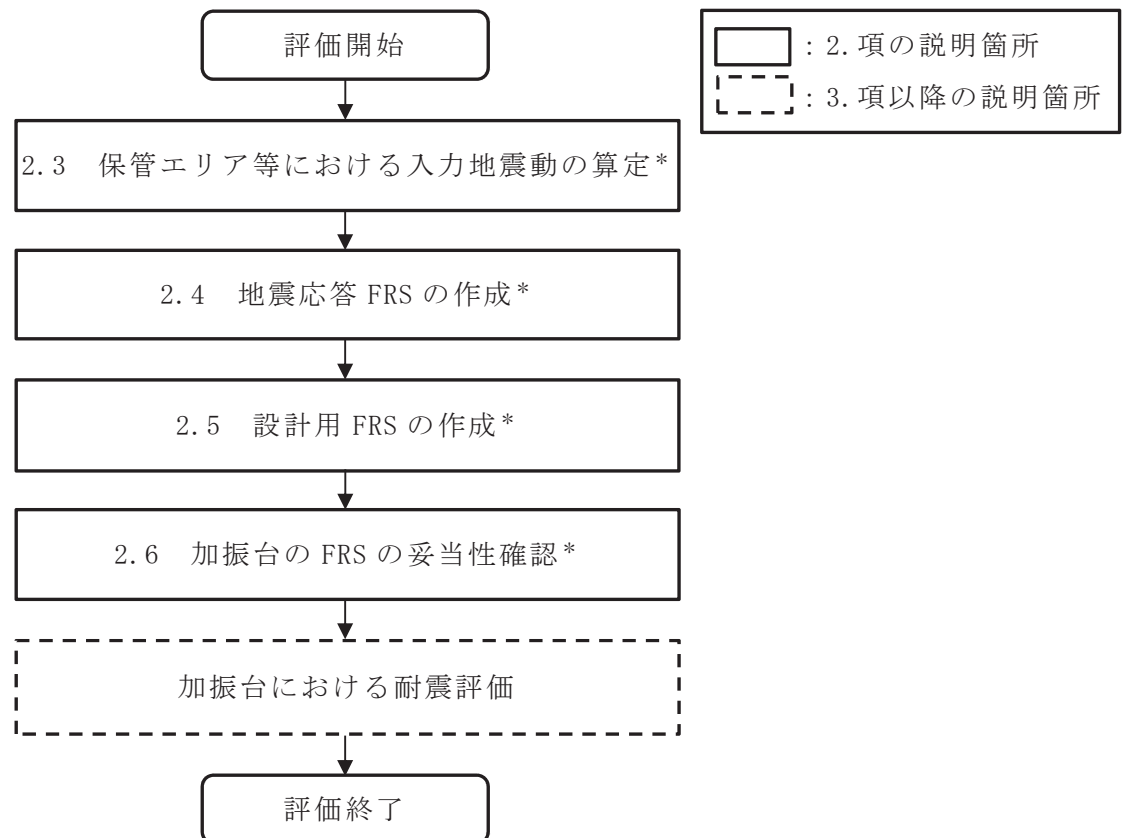 評価開始
：2.項の説明箇所
：3.項以降の説明箇所
2.3　保管エリア等における入力地震動の算定*
2.4　地震応答 FRS の作成*
2.5　設計用 FRS の作成*
2.6　加振台の FRS の妥当性確認*
加振台における耐震評価
評価終了